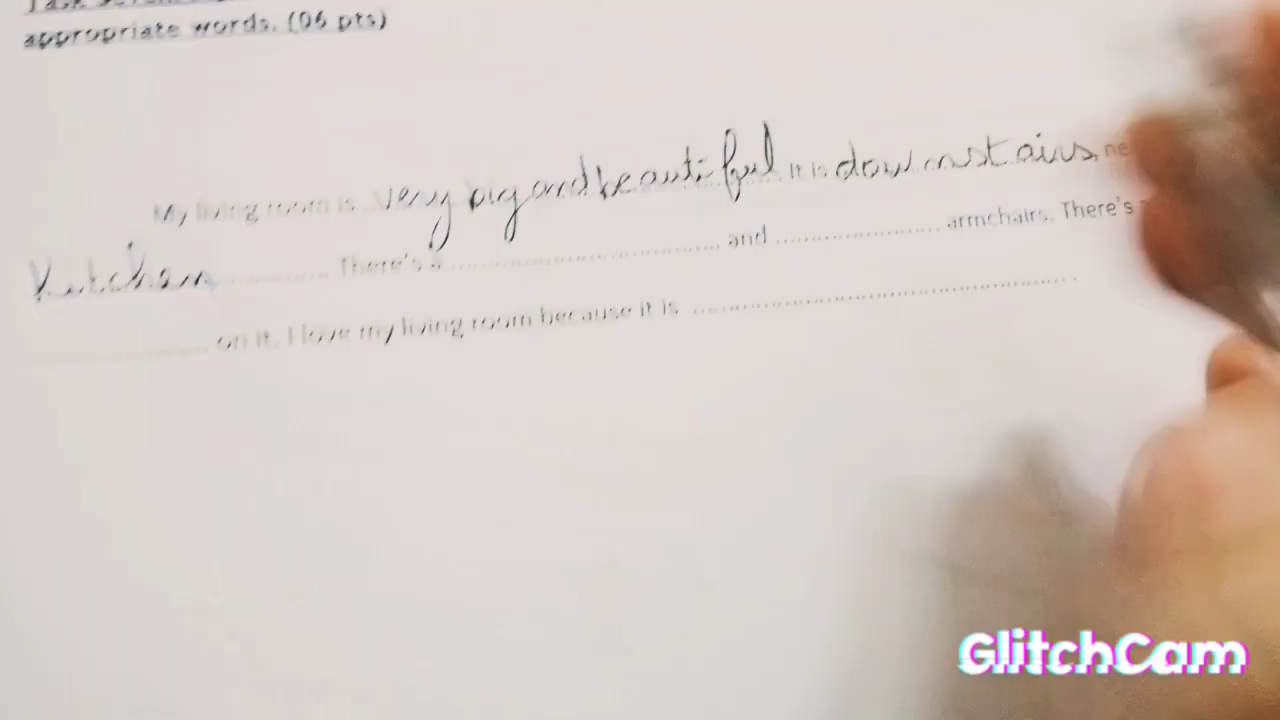 appropriate words. (06 pts)
My living room is very big and beautiful It is downstairs, ne
Kitchen .................. There's a ........................................ and ........................ armchairs. There's
.......................... on it. I love my living room because it is .......................................................
GlitchCam